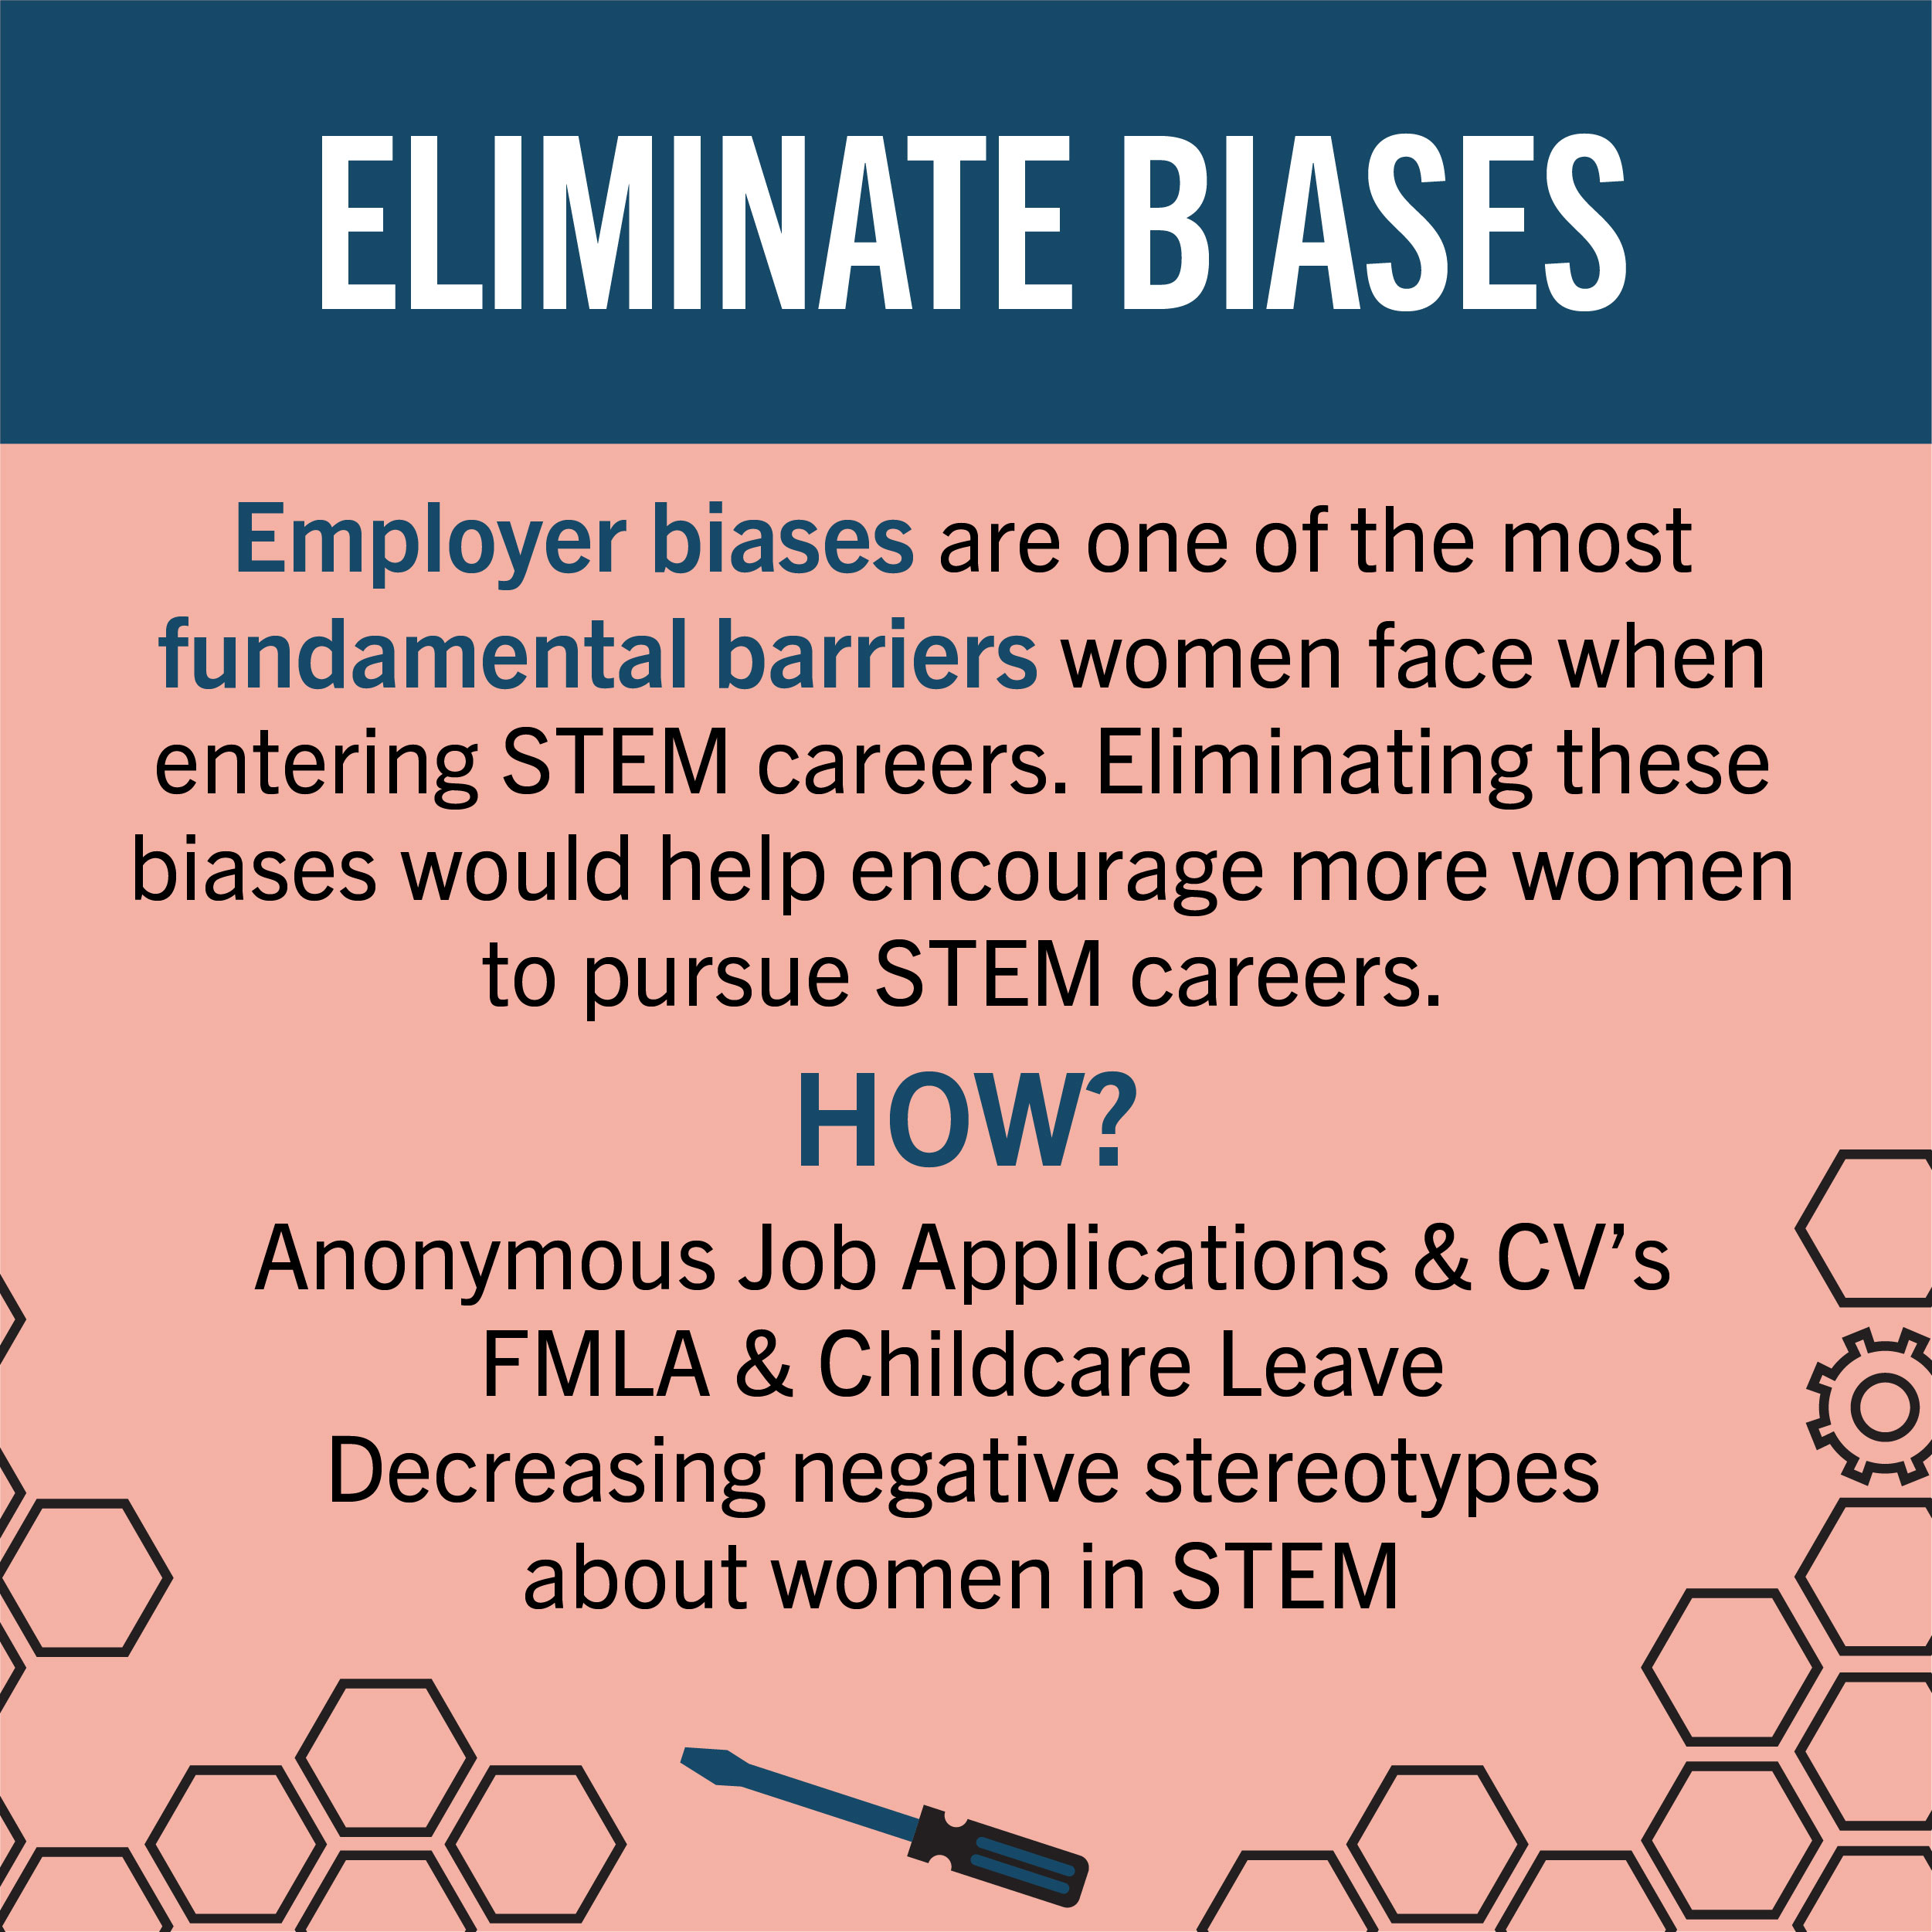 ELIMINATE BIASES
Employer biases are one of the most
fundamental barriers women face when
entering STEM careers. Eliminating these
biases would help encourage more women
to pursue STEM careers.
HOW?
Anonymous Job Applications & CV's
FMLA & Childcare Leave
Decreasing negative stereotypes
about women in STEM